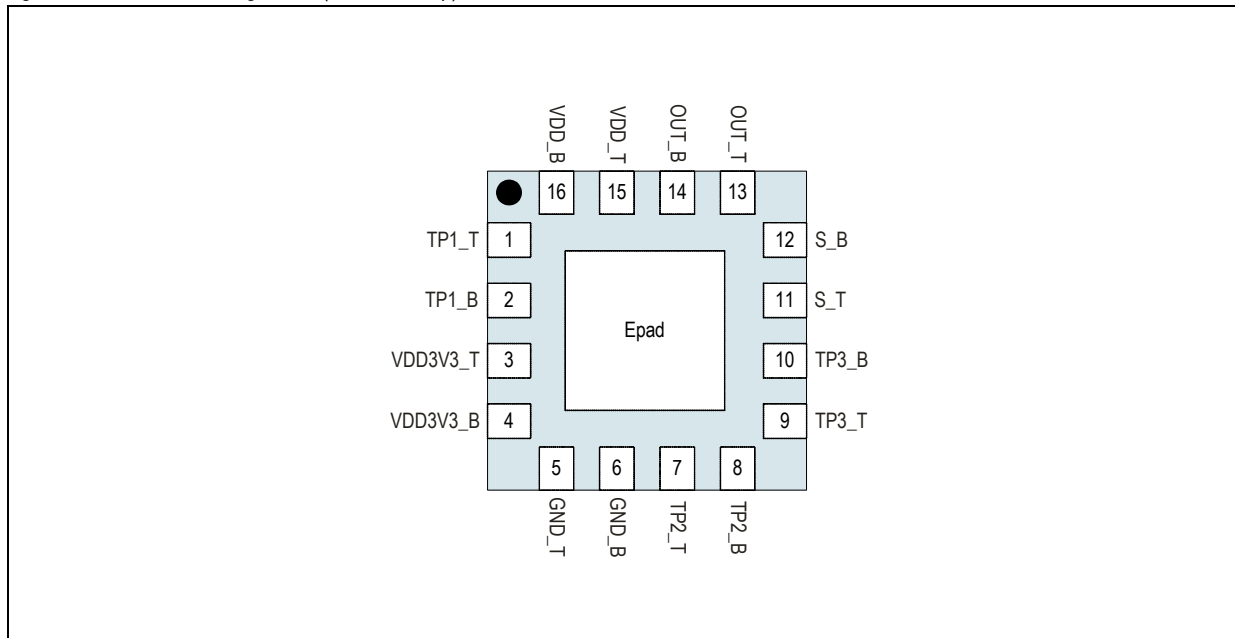 VDD_B
VDD_T
OUT_B
OUT_T
16
15
14
13
TP1_T 1
12 S_B
TP1_B 2
11 S_T
Epad
VDD3V3_T 3
10 TP3_B
VDD3V3_B 4
9 TP3_T
5
6
7
8
GND_T
GND_B
TP2_T
TP2_B